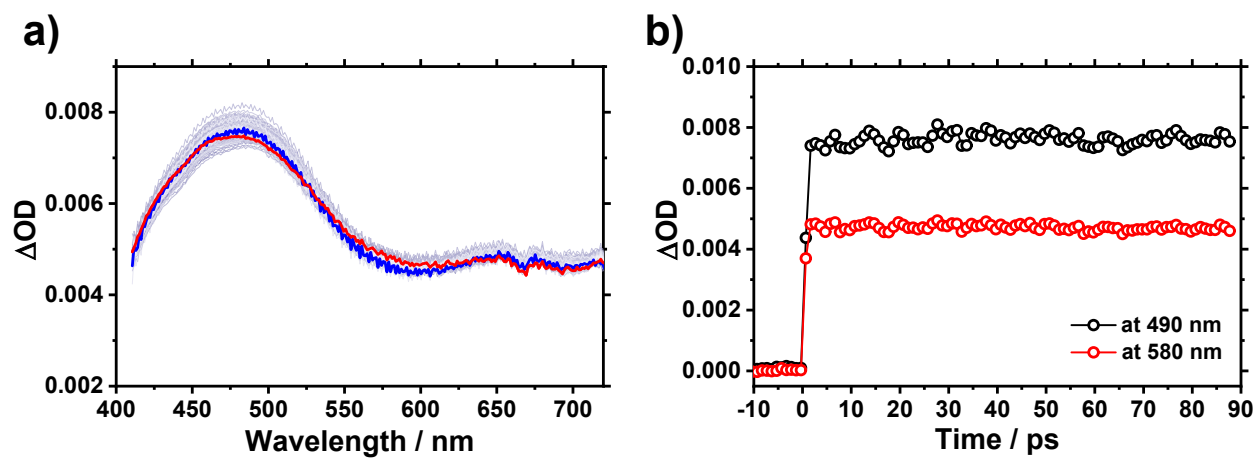 a)
0.008
0.006
0.004
0.002
ΔOD
400 450 500 550 600 650 700
Wavelength / nm
b)
0.010
0.008
0.006
0.004
0.002
0.000
ΔOD
at 490 nm
at 580 nm
-10 0 10 20 30 40 50 60 70 80 90
Time / ps